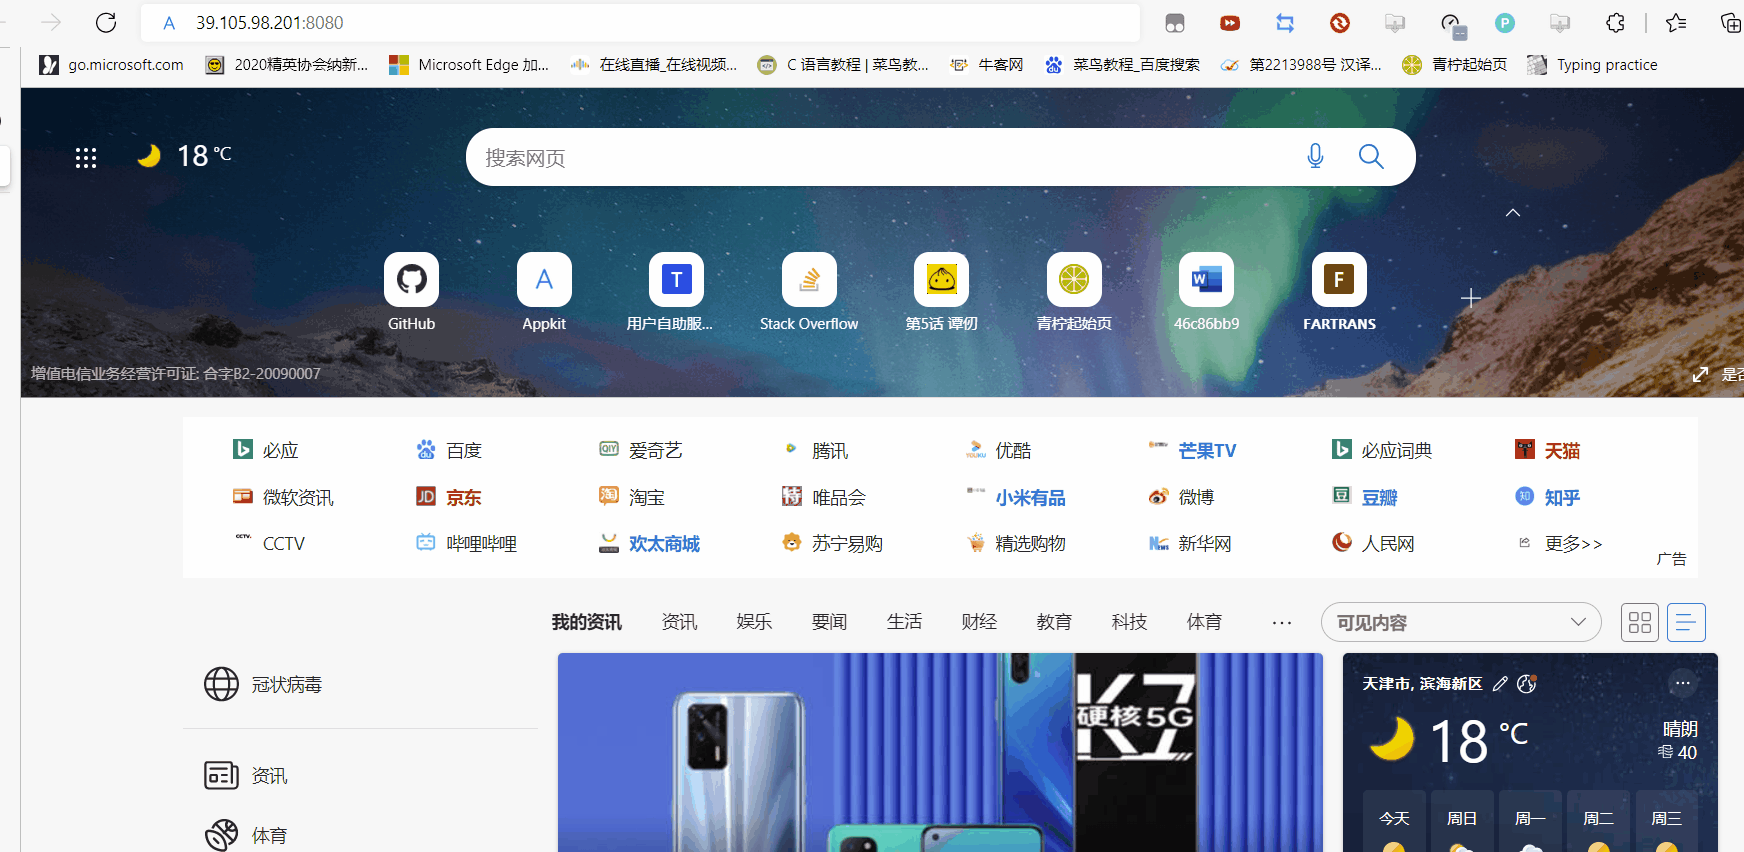 39.105.98.201:8080
go.microsoft.com
2020精英协会纳新...
Microsoft Edge 加...
在线直播_在线视频...
C 语言教程 | 菜鸟教...
牛客网
菜鸟教程_百度搜索
第2213988号 汉译...
青柠起始页
Typing practice
18 °C
搜索网页
GitHub
Appkit
用户自助服...
Stack Overflow
第5话 谭仞
青柠起始页
46c86bb9
FARTRANS
增值电信业务经营许可证: 合字B2-20090007
是否
必应
百度
爱奇艺
腾讯
优酷
芒果TV
必应词典
天猫
微软资讯
京东
淘宝
唯品会
小米有品
微博
豆瓣
知乎
CCTV
哔哩哔哩
欢太商城
苏宁易购
精选购物
新华网
人民网
更多>>
广告
我的资讯
资讯
娱乐
要闻
生活
财经
教育
科技
体育
...
可见内容
冠状病毒
资讯
体育
K7
硬核 5G
天津市, 滨海新区
18 °C
晴朗
40
今天
周日
周一
周二
周三